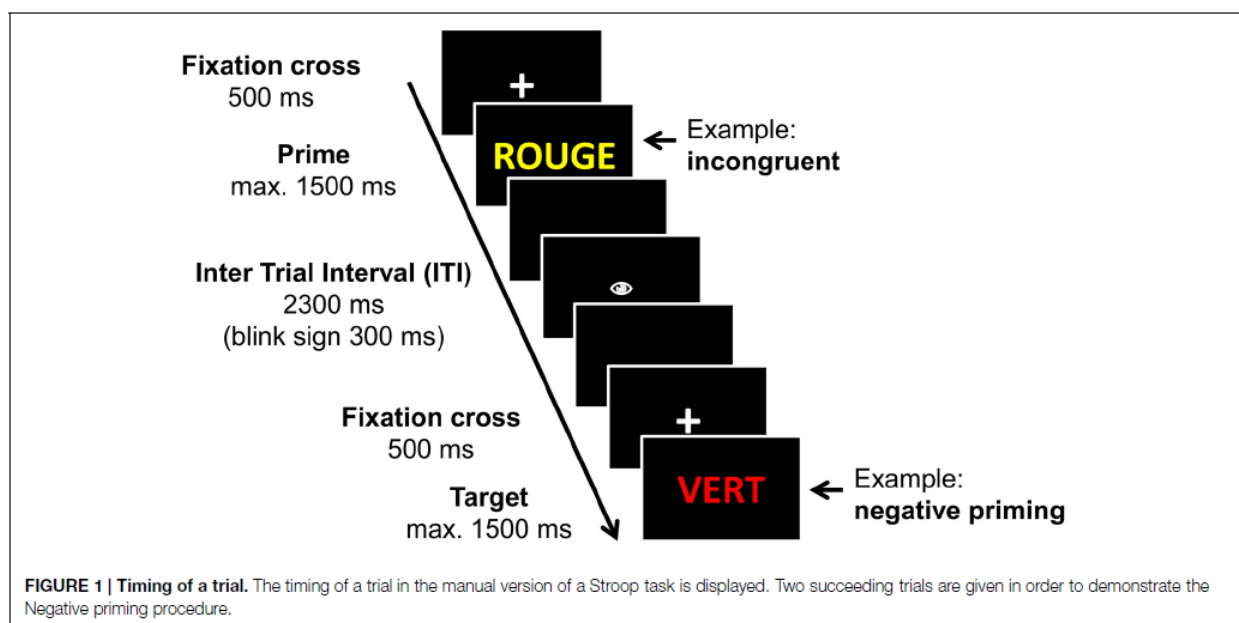 Fixation cross
500 ms
Prime
max. 1500 ms
ROUGE
Example:
incongruent
Inter Trial Interval (ITI)
2300 ms
(blink sign 300 ms)
Fixation cross
500 ms
Target
max. 1500 ms
VERT
Example:
negative priming
FIGURE 1 | Timing of a trial. The timing of a trial in the manual version of a Stroop task is displayed. Two succeeding trials are given in order to demonstrate the
Negative priming procedure.